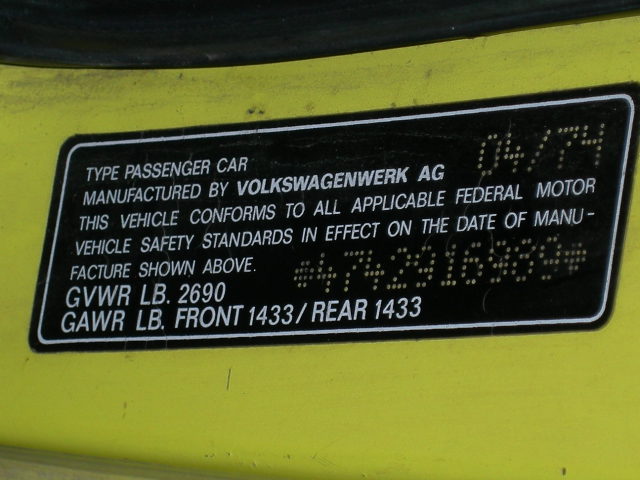 04/74
TYPE PASSENGER CAR
MANUFACTURED BY VOLKSWAGENWERK AG
THIS VEHICLE CONFORMS TO ALL APPLICABLE FEDERAL MOTOR
VEHICLE SAFETY STANDARDS IN EFFECT ON THE DATE OF MANU-
FACTURE SHOWN ABOVE.
GVWR LB. 2690
GAWR LB. FRONT 1433 / REAR 1433